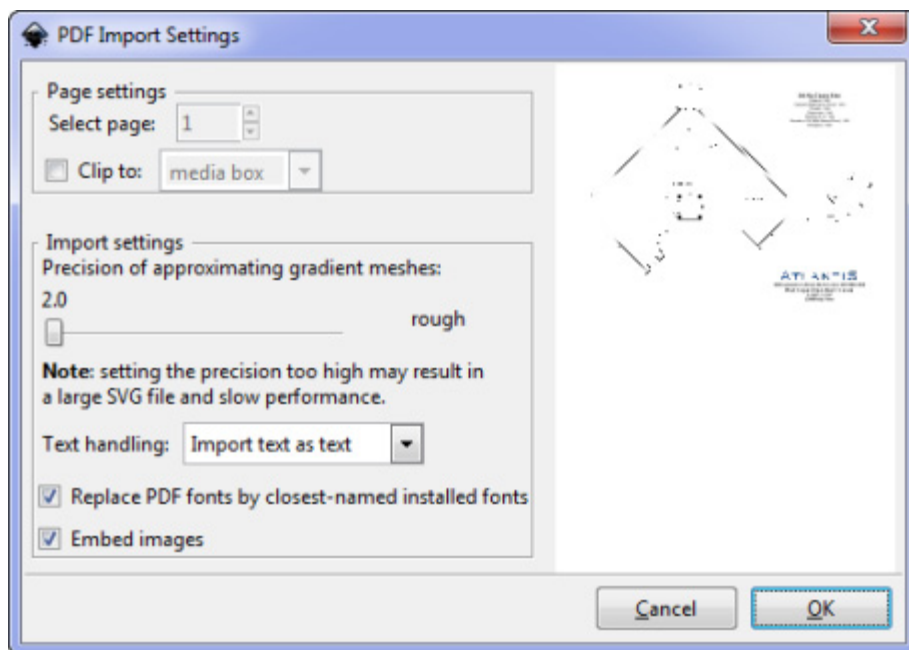 PDF Import Settings
Page settings
Select page: 1
Clip to: media box
Import settings
Precision of approximating gradient meshes:
2.0
rough
Note: setting the precision too high may result in
a large SVG file and slow performance.
Text handling: Import text as text
Replace PDF fonts by closest-named installed fonts
Embed images
ATLANTIS
Cancel
OK